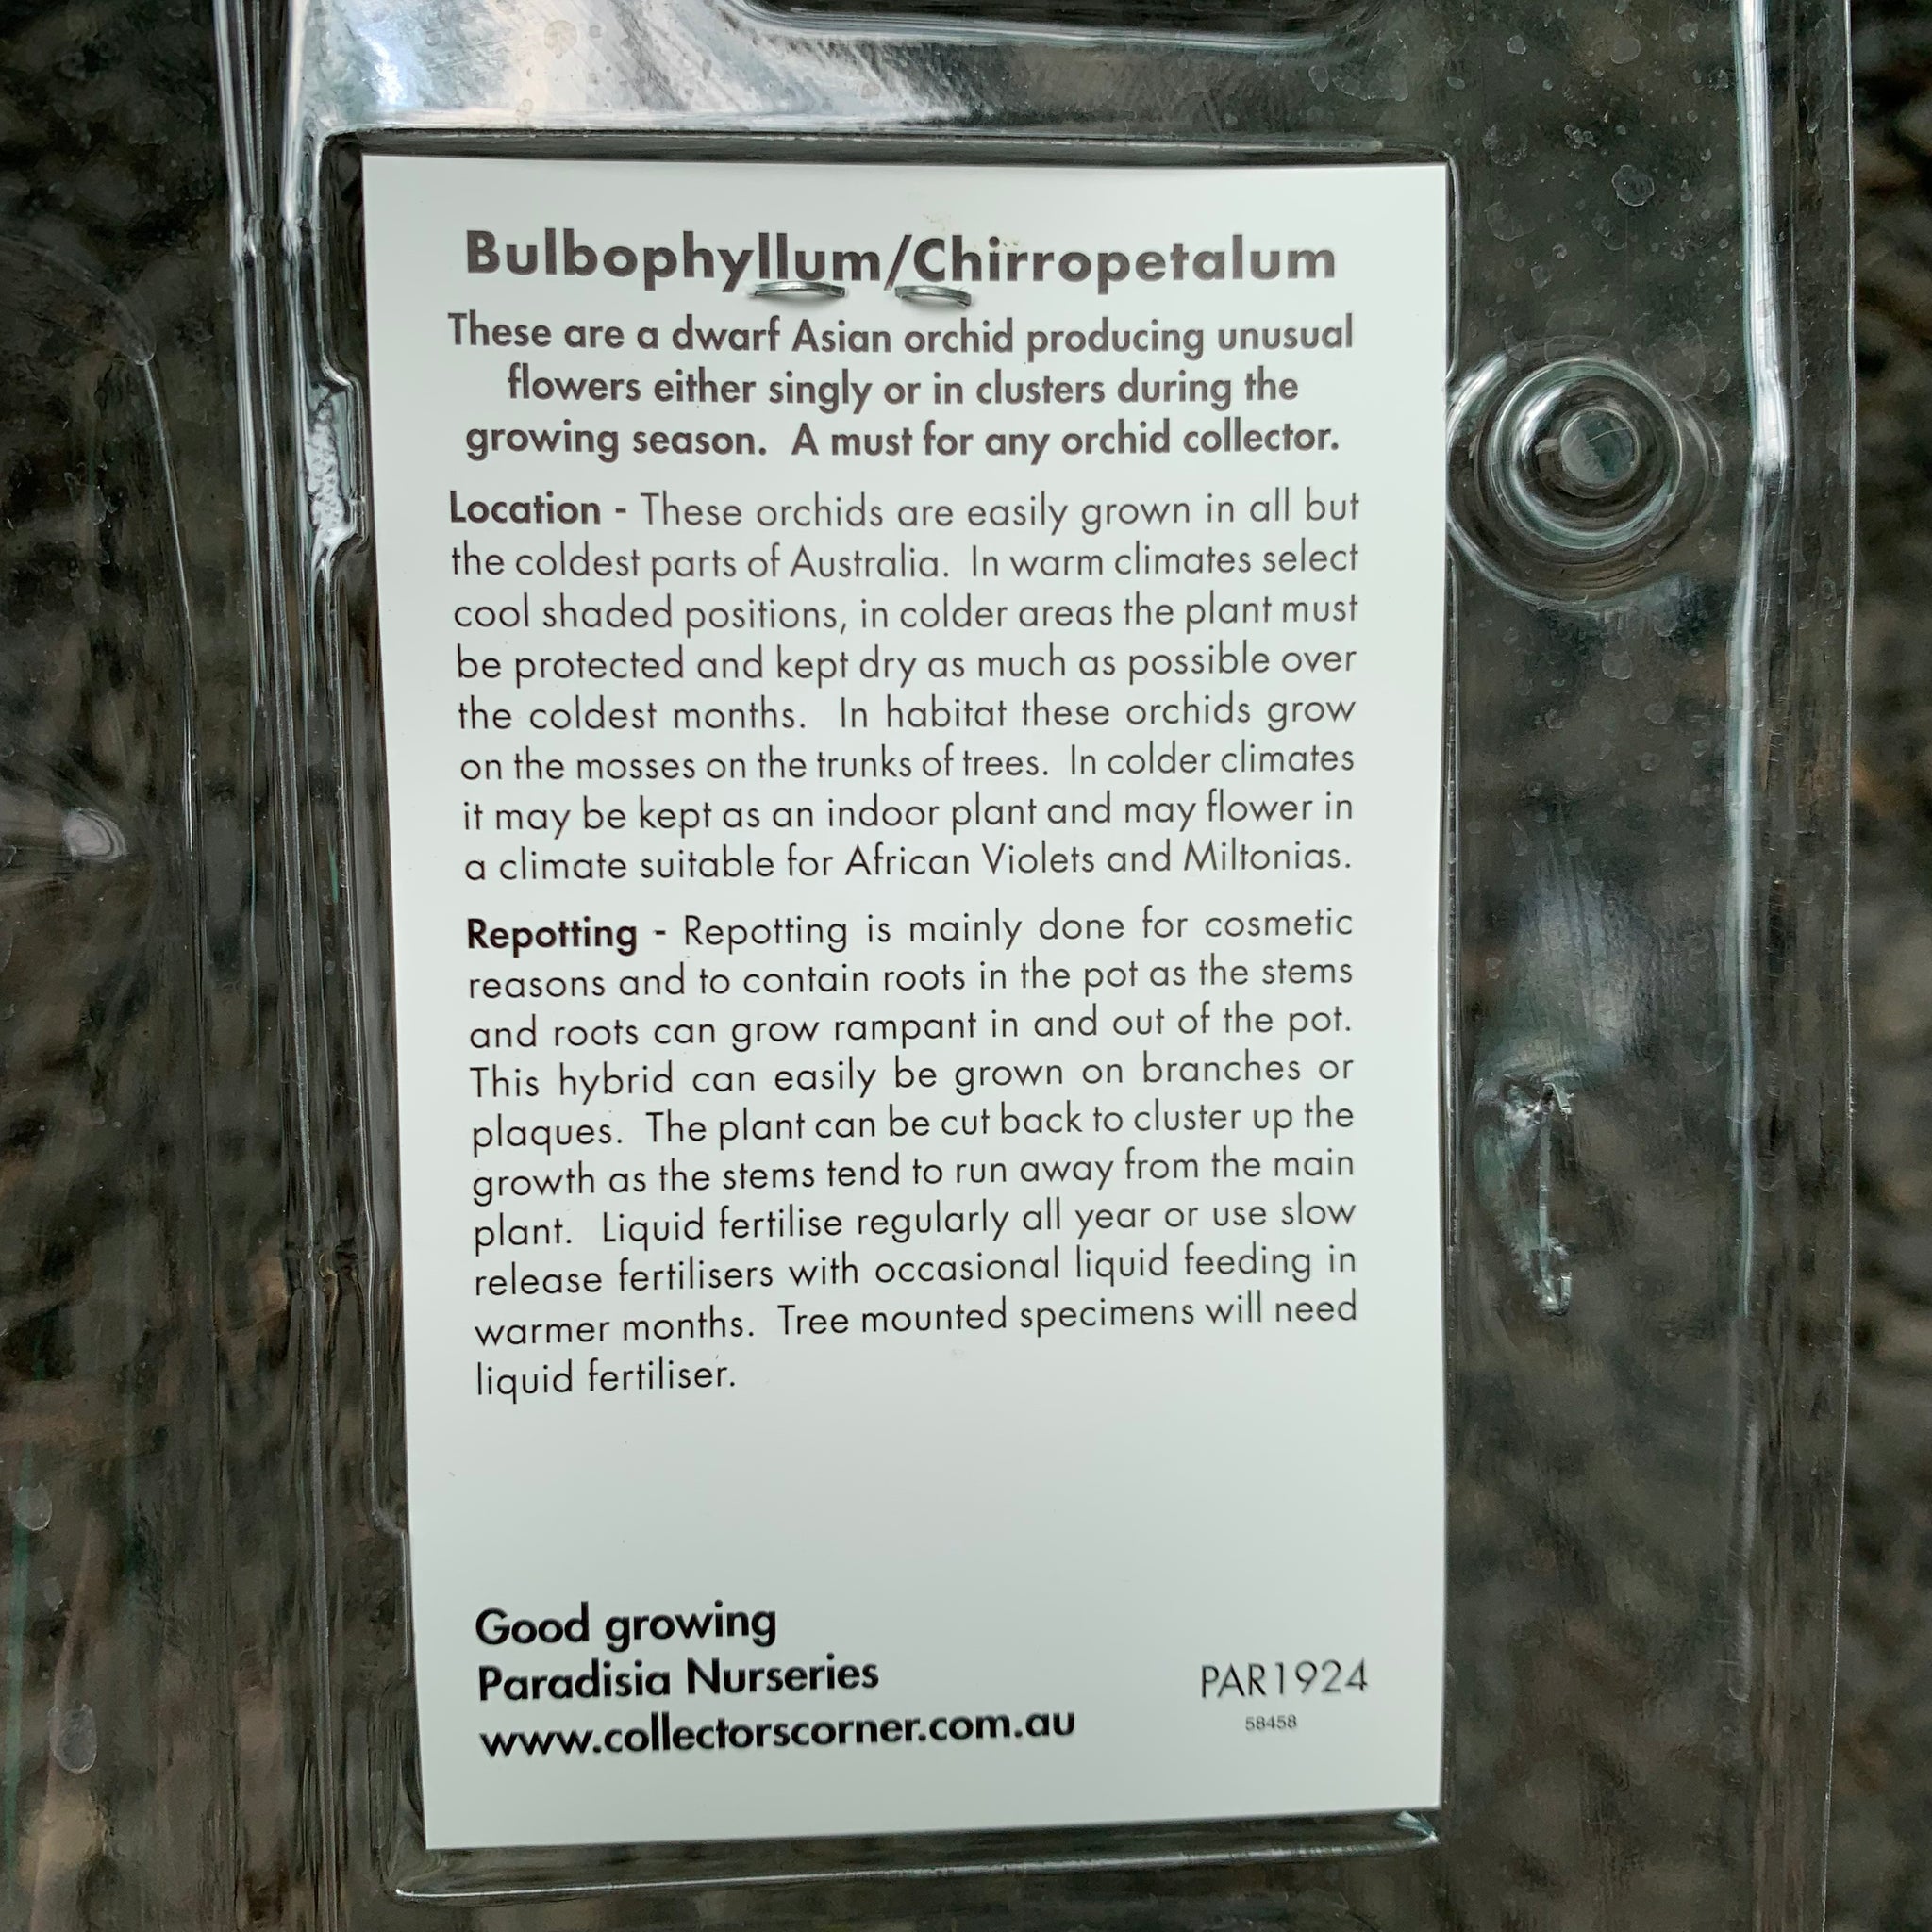 Bulbophyllum/Chirropetalum
These are a dwarf Asian orchid producing unusual
flowers either singly or in clusters during the
growing season. A must for any orchid collector.
Location - These orchids are easily grown in all but
the coldest parts of Australia. In warm climates select
cool shaded positions, in colder areas the plant must
be protected and kept dry as much as possible over
the coldest months. In habitat these orchids grow
on the mosses on the trunks of trees. In colder climates
it may be kept as an indoor plant and may flower in
a climate suitable for African Violets and Miltonias.
Repotting - Repotting is mainly done for cosmetic
reasons and to contain roots in the pot as the stems
and roots can grow rampant in and out of the pot.
This hybrid can easily be grown on branches or
plaques. The plant can be cut back to cluster up the
growth as the stems tend to run away from the main
plant. Liquid fertilise regularly all year or use slow
release fertilisers with occasional liquid feeding in
warmer months. Tree mounted specimens will need
liquid fertiliser.
Good growing
Paradisia Nurseries
www.collectorscorner.com.au
PAR1924
58458